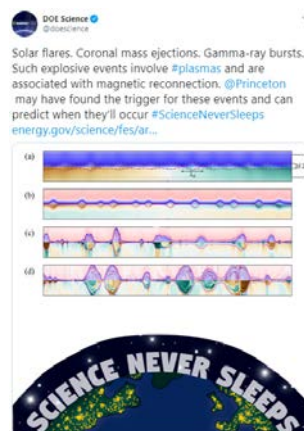 DOE Science
@doescience
Solar flares. Coronal mass ejections. Gamma-ray bursts.
Such explosive events involve #plasmas and are
associated with magnetic reconnection. @Princeton
may have found the trigger for these events and can
predict when they'll occur #ScienceNeverSleeps
energy.gov/science/fes/ar...
(a)
(b)
(c)
(d)
SCIENCE NEVER SLEEPS